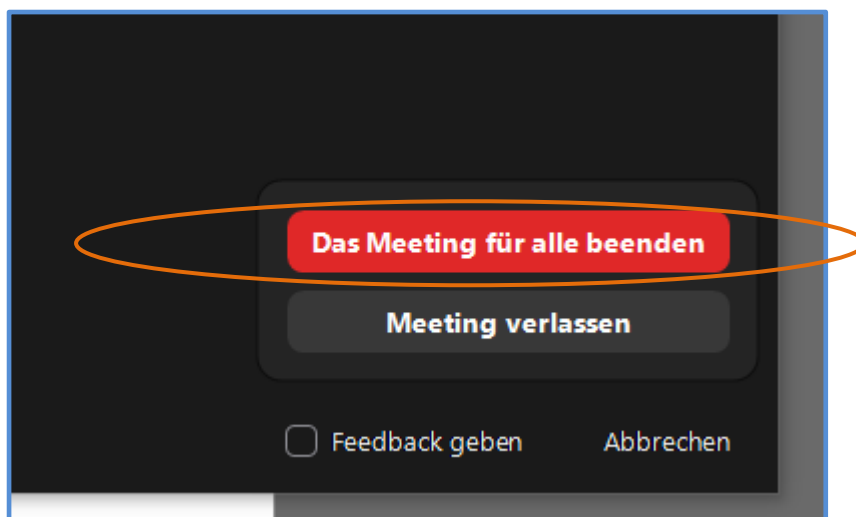 Das Meeting für alle beenden
Meeting verlassen
Feedback geben Abbrechen